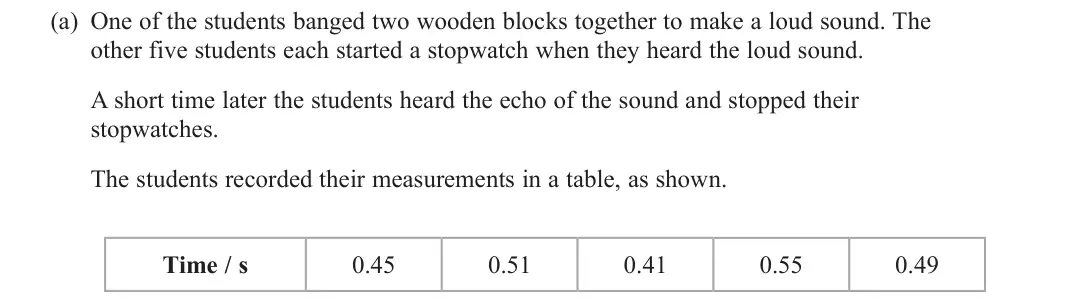 (a) One of the students banged two wooden blocks together to make a loud sound. The
other five students each started a stopwatch when they heard the loud sound.
A short time later the students heard the echo of the sound and stopped their
stopwatches.
The students recorded their measurements in a table, as shown.
Time / s 0.45 0.51 0.41 0.55 0.49